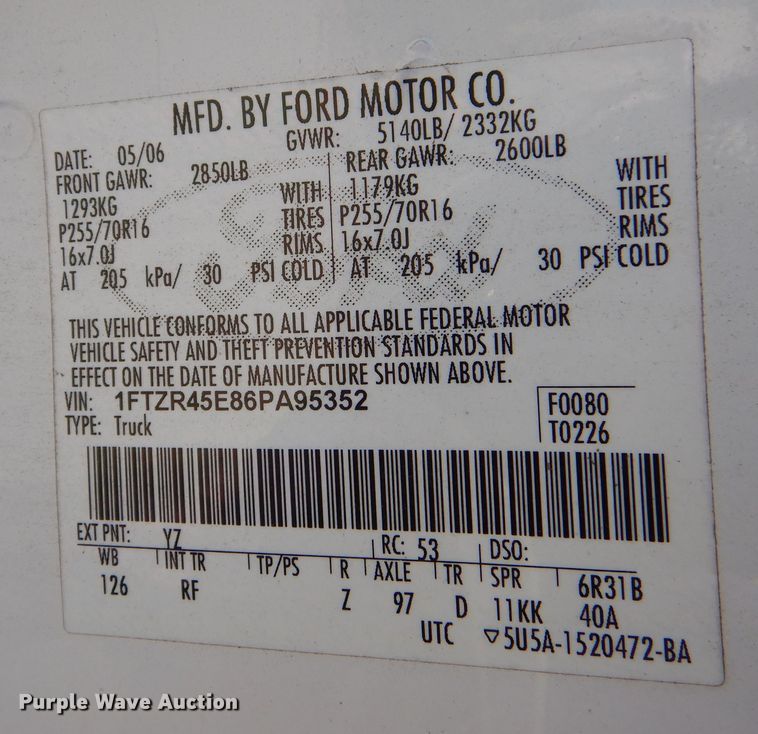 MFD. BY FORD MOTOR CO.
DATE: 05/06 GVWR: 5140LB/ 2332KG
FRONT GAWR: 2850LB REAR GAWR: 2600LB
1293KG WITH 1179KG WITH
P255/70R16 TIRES P255/70R16 TIRES
16x7.0J RIMS 16x7.0J RIMS
AT 205 kPa/ 30 PSI COLD AT 205 kPa/ 30 PSI COLD
Ford
THIS VEHICLE CONFORMS TO ALL APPLICABLE FEDERAL MOTOR
VEHICLE SAFETY AND THEFT PREVENTION STANDARDS IN
EFFECT ON THE DATE OF MANUFACTURE SHOWN ABOVE.
VIN: 1FTZR45E86PA95352 F0080
TYPE: Truck T0226
EXT PNT: YZ RC: 53 DSO:
WB INT TR TP/PS R AXLE TR SPR 6R31B
126 RF Z 97 D 11KK 40A
UTC ▽5U5A-1520472-BA
Purple Wave Auction